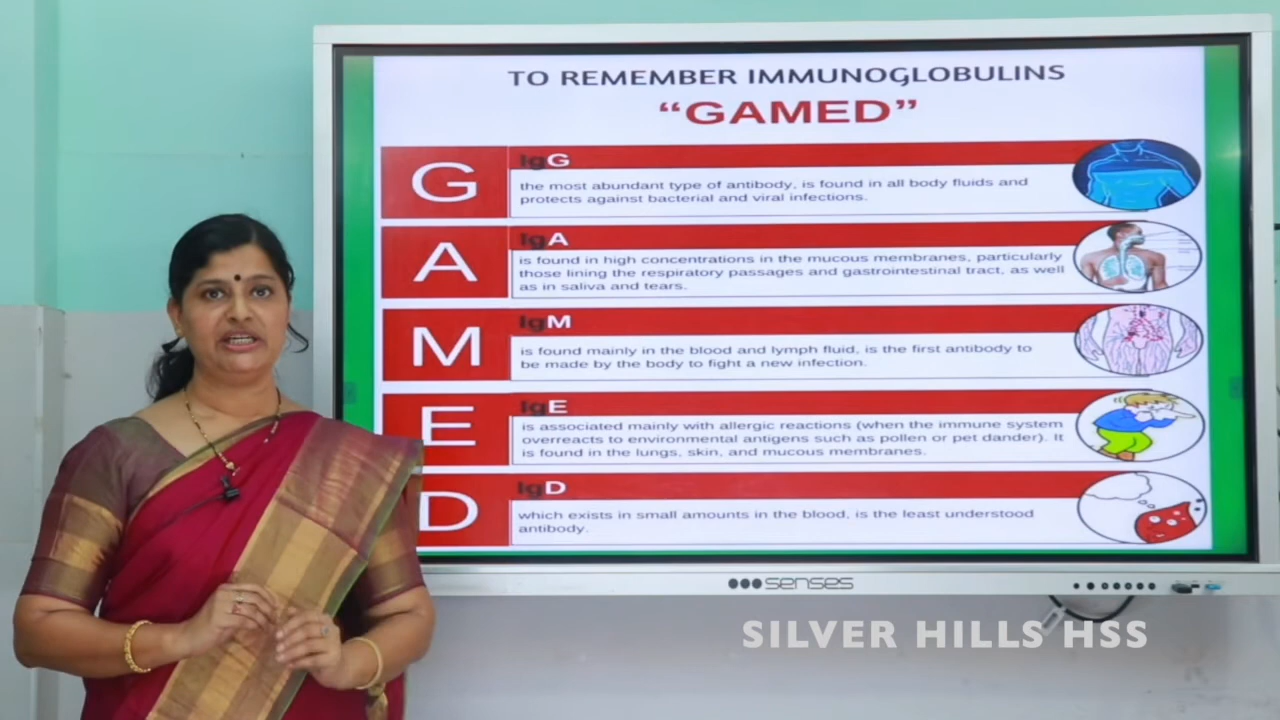 TO REMEMBER IMMUNOGLOBULINS
“GAMED”
G
IgG
the most abundant type of antibody, is found in all body fluids and
protects against bacterial and viral infections.
A
IgA
is found in high concentrations in the mucous membranes, particularly
those lining the respiratory passages and gastrointestinal tract, as well
as in saliva and tears.
M
IgM
is found mainly in the blood and lymph fluid, is the first antibody to
be made by the body to fight a new infection.
E
IgE
is associated mainly with allergic reactions (when the immune system
overreacts to environmental antigens such as pollen or pet dander). It
is found in the lungs, skin, and mucous membranes.
D
IgD
which exists in small amounts in the blood, is the least understood
antibody.
senses
SILVER HILLS HSS